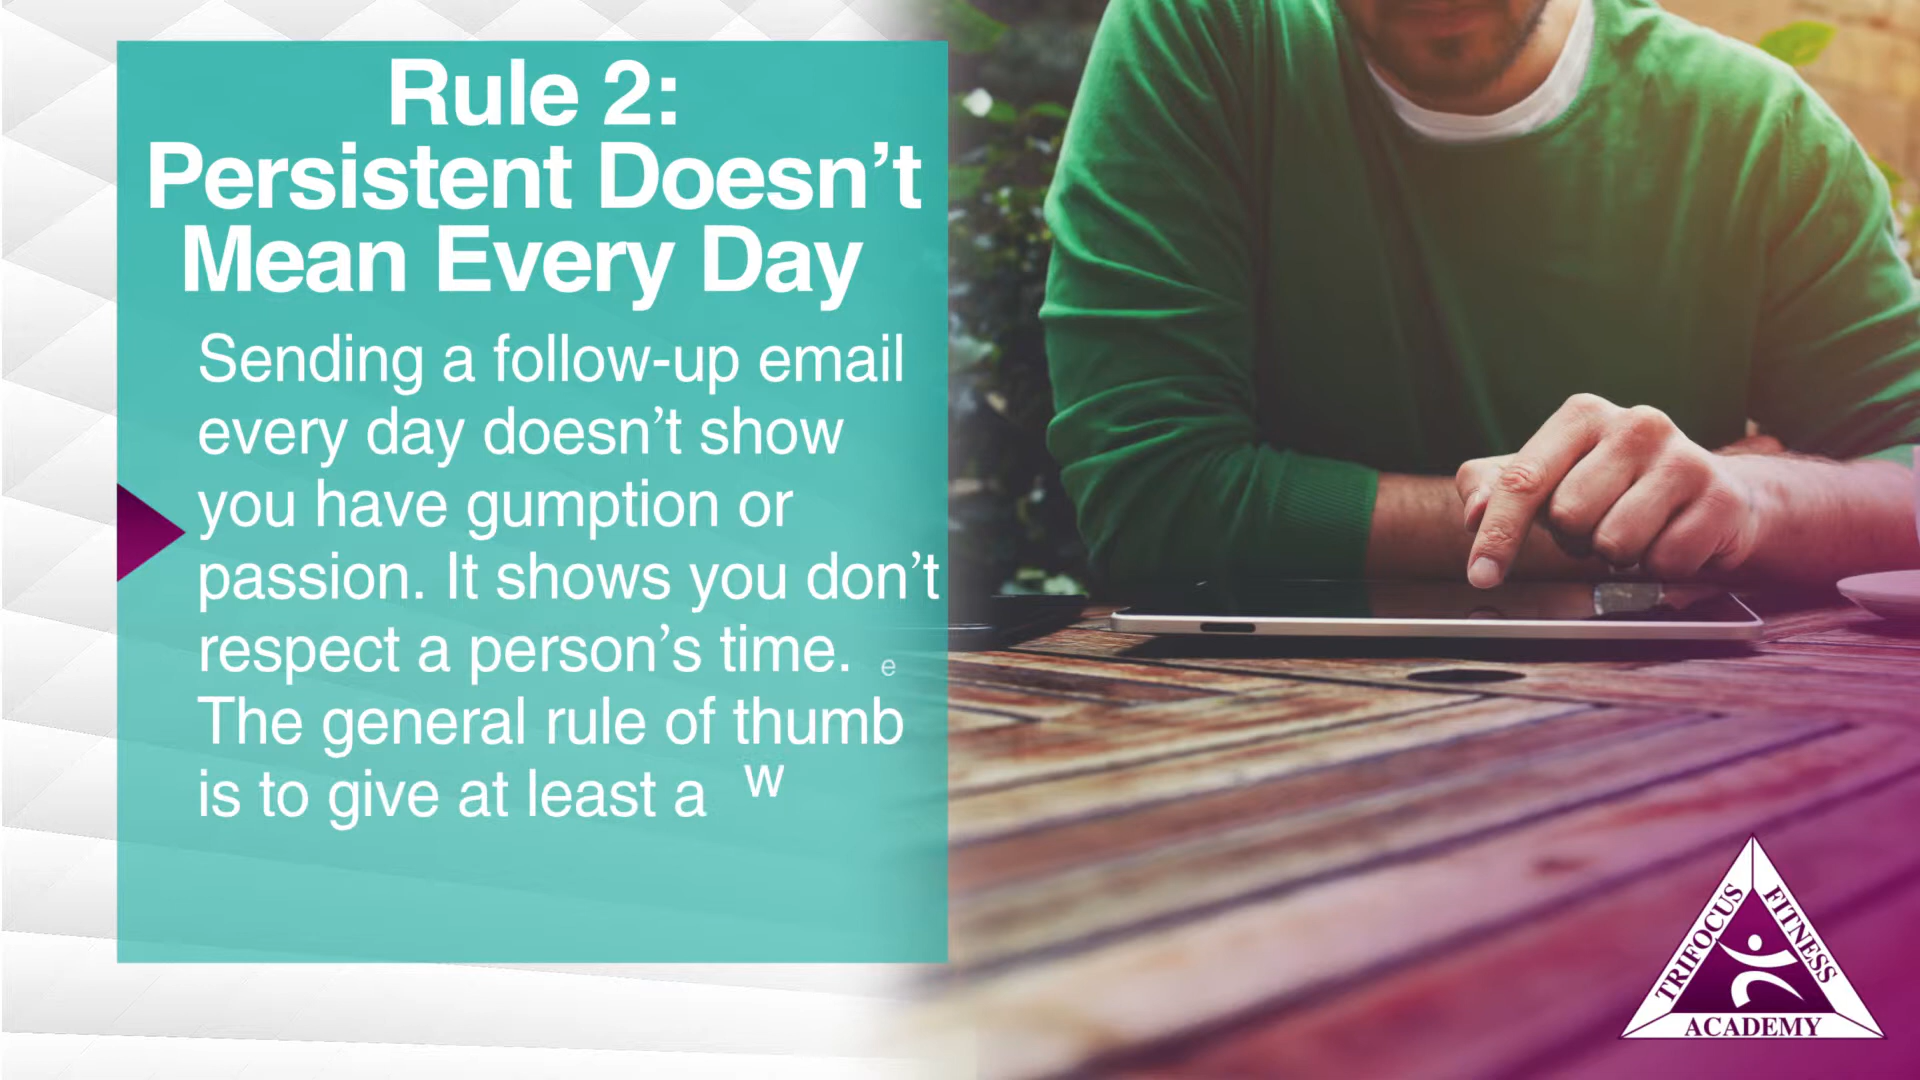 Rule 2:
Persistent Doesn’t
Mean Every Day
Sending a follow-up email
every day doesn’t show
you have gumption or
passion. It shows you don’t
respect a person’s time.
The general rule of thumb
is to give at least a w
e
TRIFOCUS
FITNESS
ACADEMY